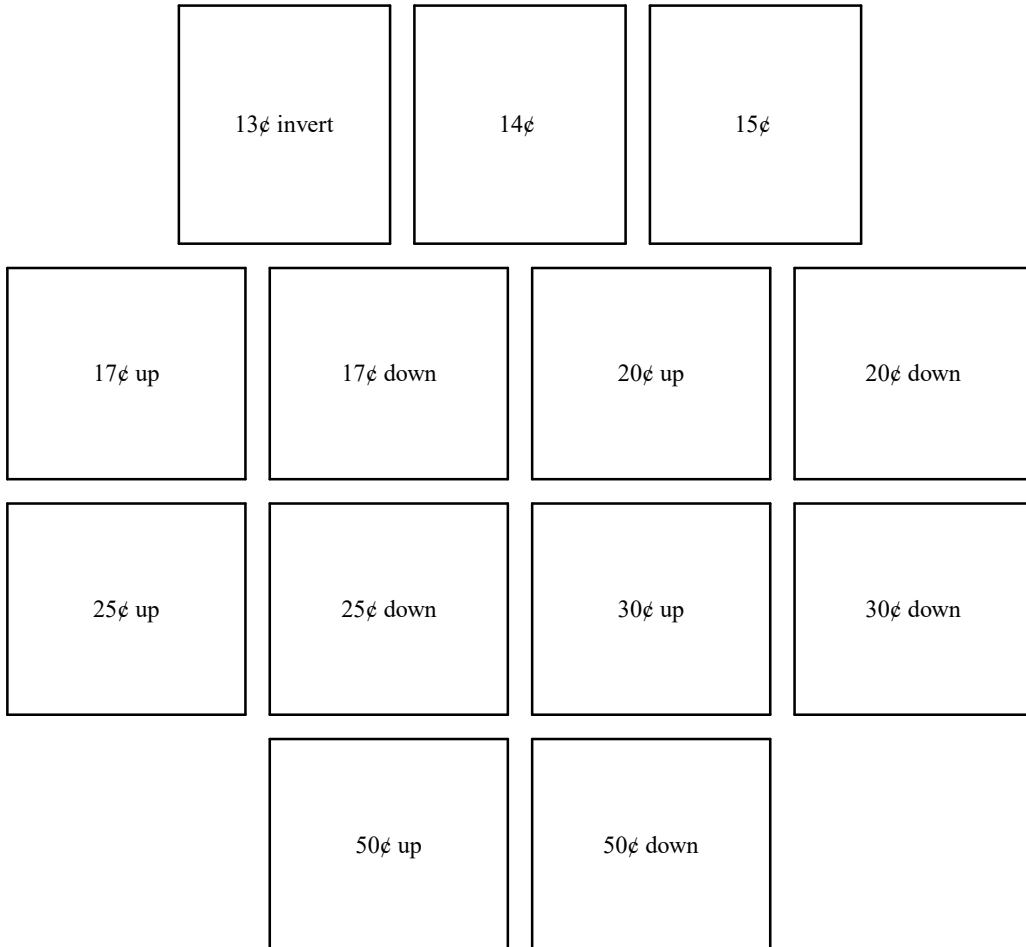 13¢ invert
14¢
15¢
17¢ up
17¢ down
20¢ up
20¢ down
25¢ up
25¢ down
30¢ up
30¢ down
50¢ up
50¢ down